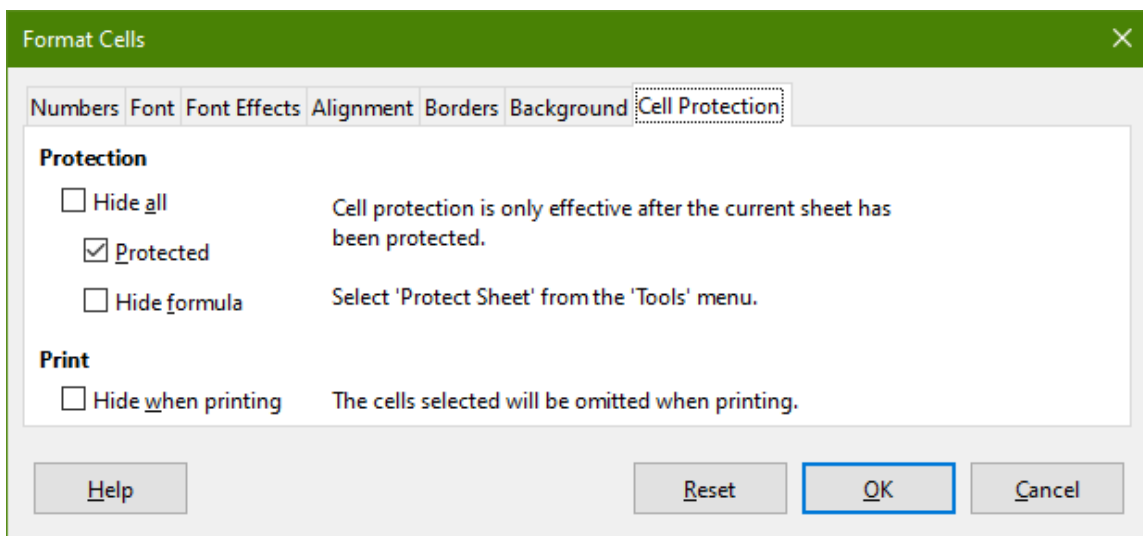 Format Cells
Numbers Font Font Effects Alignment Borders Background Cell Protection
Protection
Hide all
Cell protection is only effective after the current sheet has
been protected.
Protected
Hide formula
Select 'Protect Sheet' from the 'Tools' menu.
Print
Hide when printing
The cells selected will be omitted when printing.
Help
Reset
OK
Cancel